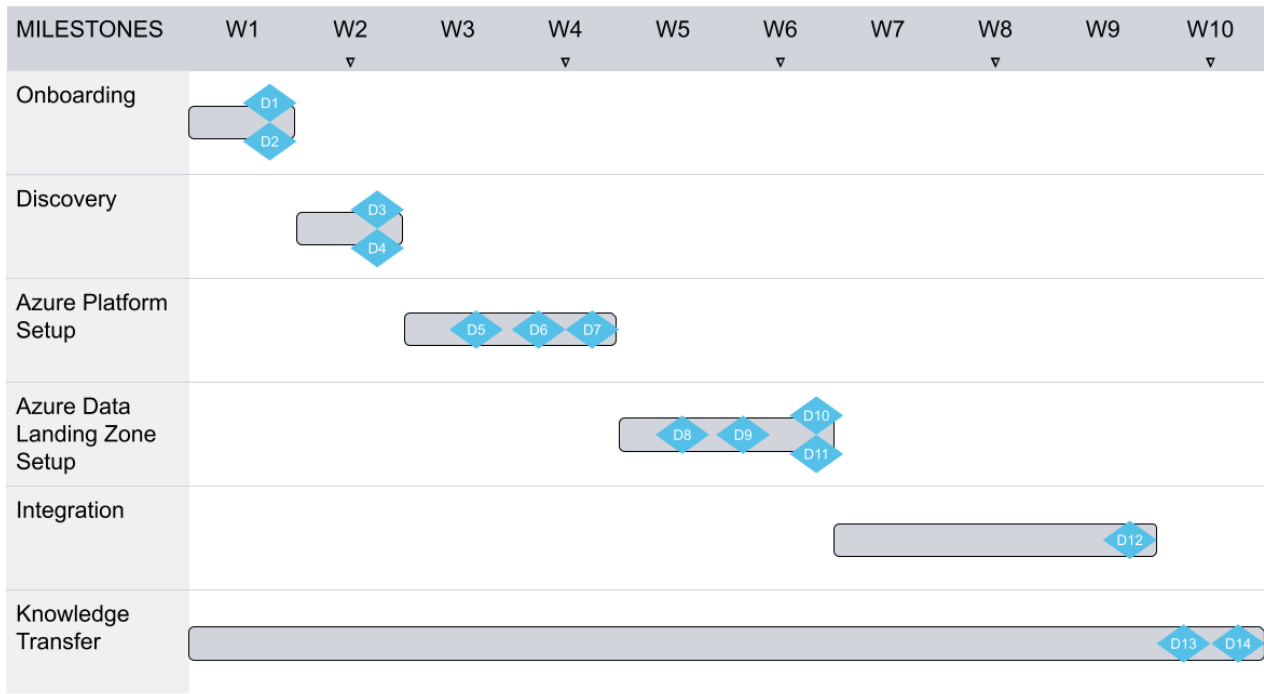 MILESTONES W1 W2 W3 W4 W5 W6 W7 W8 W9 W10
Onboarding
D1
D2
Discovery
D3
D4
Azure Platform
Setup
D5 D6 D7
Azure Data
Landing Zone
Setup
D10
D8 D9
D11
Integration
D12
Knowledge
Transfer
D13 D14